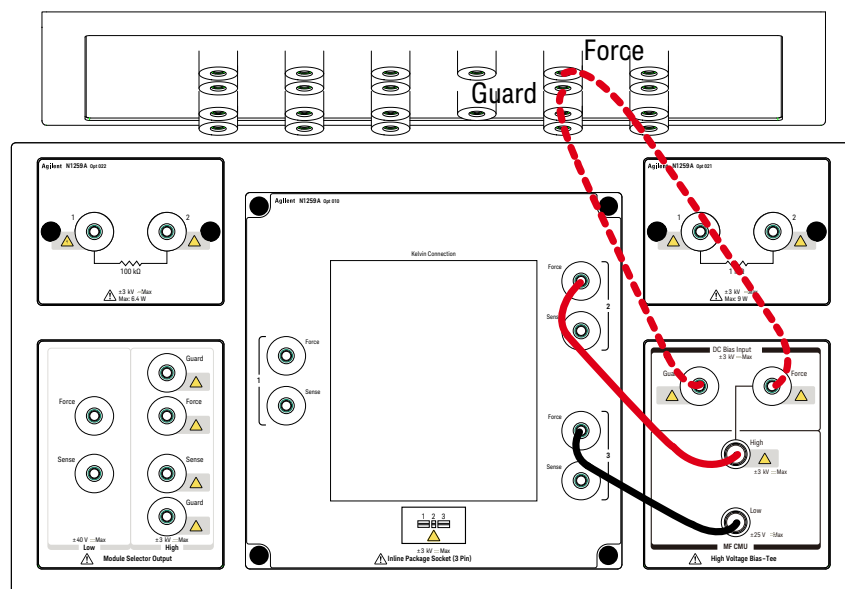 Force
Guard
Agilent N1259A Opt 022
1
2
100 kΩ
±3 kV ⎓Max
Max: 6.4 W
Agilent N1259A Opt 010
Kelvin Connection
Force
Sense
2
1
Force
Sense
Force
Sense
3
1 2 3
±3 kV ⎓ Max
Inline Package Socket (3 Pin)
Agilent N1259A Opt 021
1
2
±3 kV ⎓Max
Max: 9 W
Guard
Force
Force
Sense
Sense
Guard
±40 V ⎓Max
Low
±3 kV ⎓Max
High
Module Selector Output
DC Bias Input
±3 kV ⎓Max
Force
High
±3 kV ⎓Max
Low
±25 V ⎓Max
MF CMU
High Voltage Bias-Tee